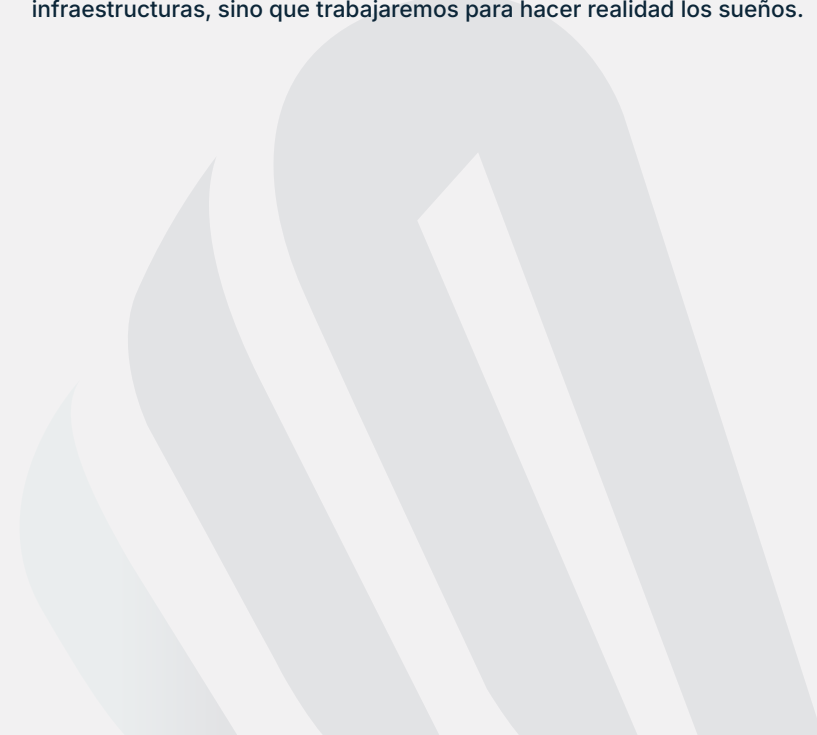 infraestructuras, sino que trabajaremos para hacer realidad los sueños.